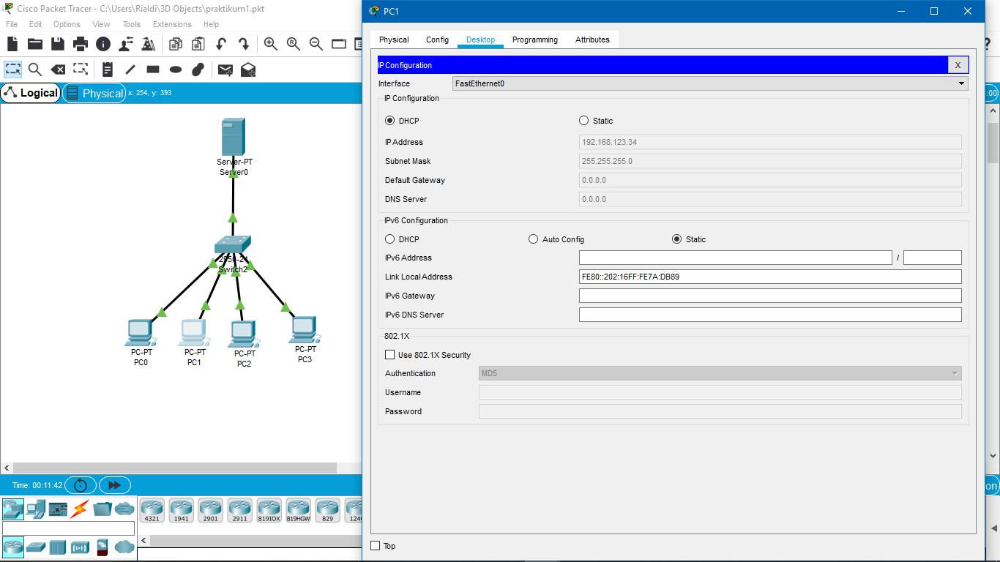 Cisco Packet Tracer - C:\Users\Rialdi\3D Objects\praktikum1.pkt
File Edit Options View Tools Extensions Help
Logical Physical x: 254, y: 393
Server-PT
Server0
2950-24
Switch2
PC-PT
PC0
PC-PT
PC1
PC-PT
PC2
PC-PT
PC3
Time: 00:11:42
4321 1941 2901 2911 819IOX 819HGW 829 1240
PC1
Physical Config Desktop Programming Attributes
IP Configuration X
Interface FastEthernet0
IP Configuration
DHCP Static
IP Address 192.168.123.34
Subnet Mask 255.255.255.0
Default Gateway 0.0.0.0
DNS Server 0.0.0.0
IPv6 Configuration
DHCP Auto Config Static
IPv6 Address /
Link Local Address FE80::202:16FF:FE7A:DB89
IPv6 Gateway
IPv6 DNS Server
802.1X
Use 802.1X Security
Authentication MD5
Username
Password
Top
?
:00
on